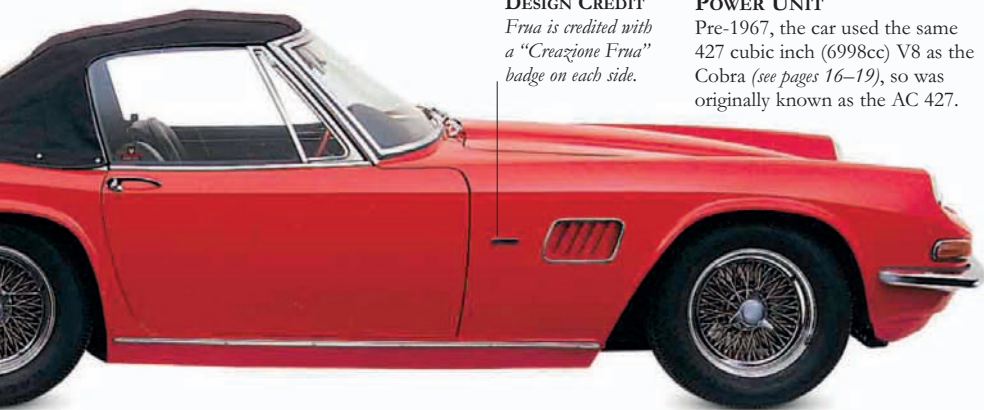 DESIGN CREDIT
Frua is credited with
a “Creazione Frua”
badge on each side.
POWER UNIT
Pre-1967, the car used the same
427 cubic inch (6998cc) V8 as the
Cobra (see pages 16–19), so was
originally known as the AC 427.